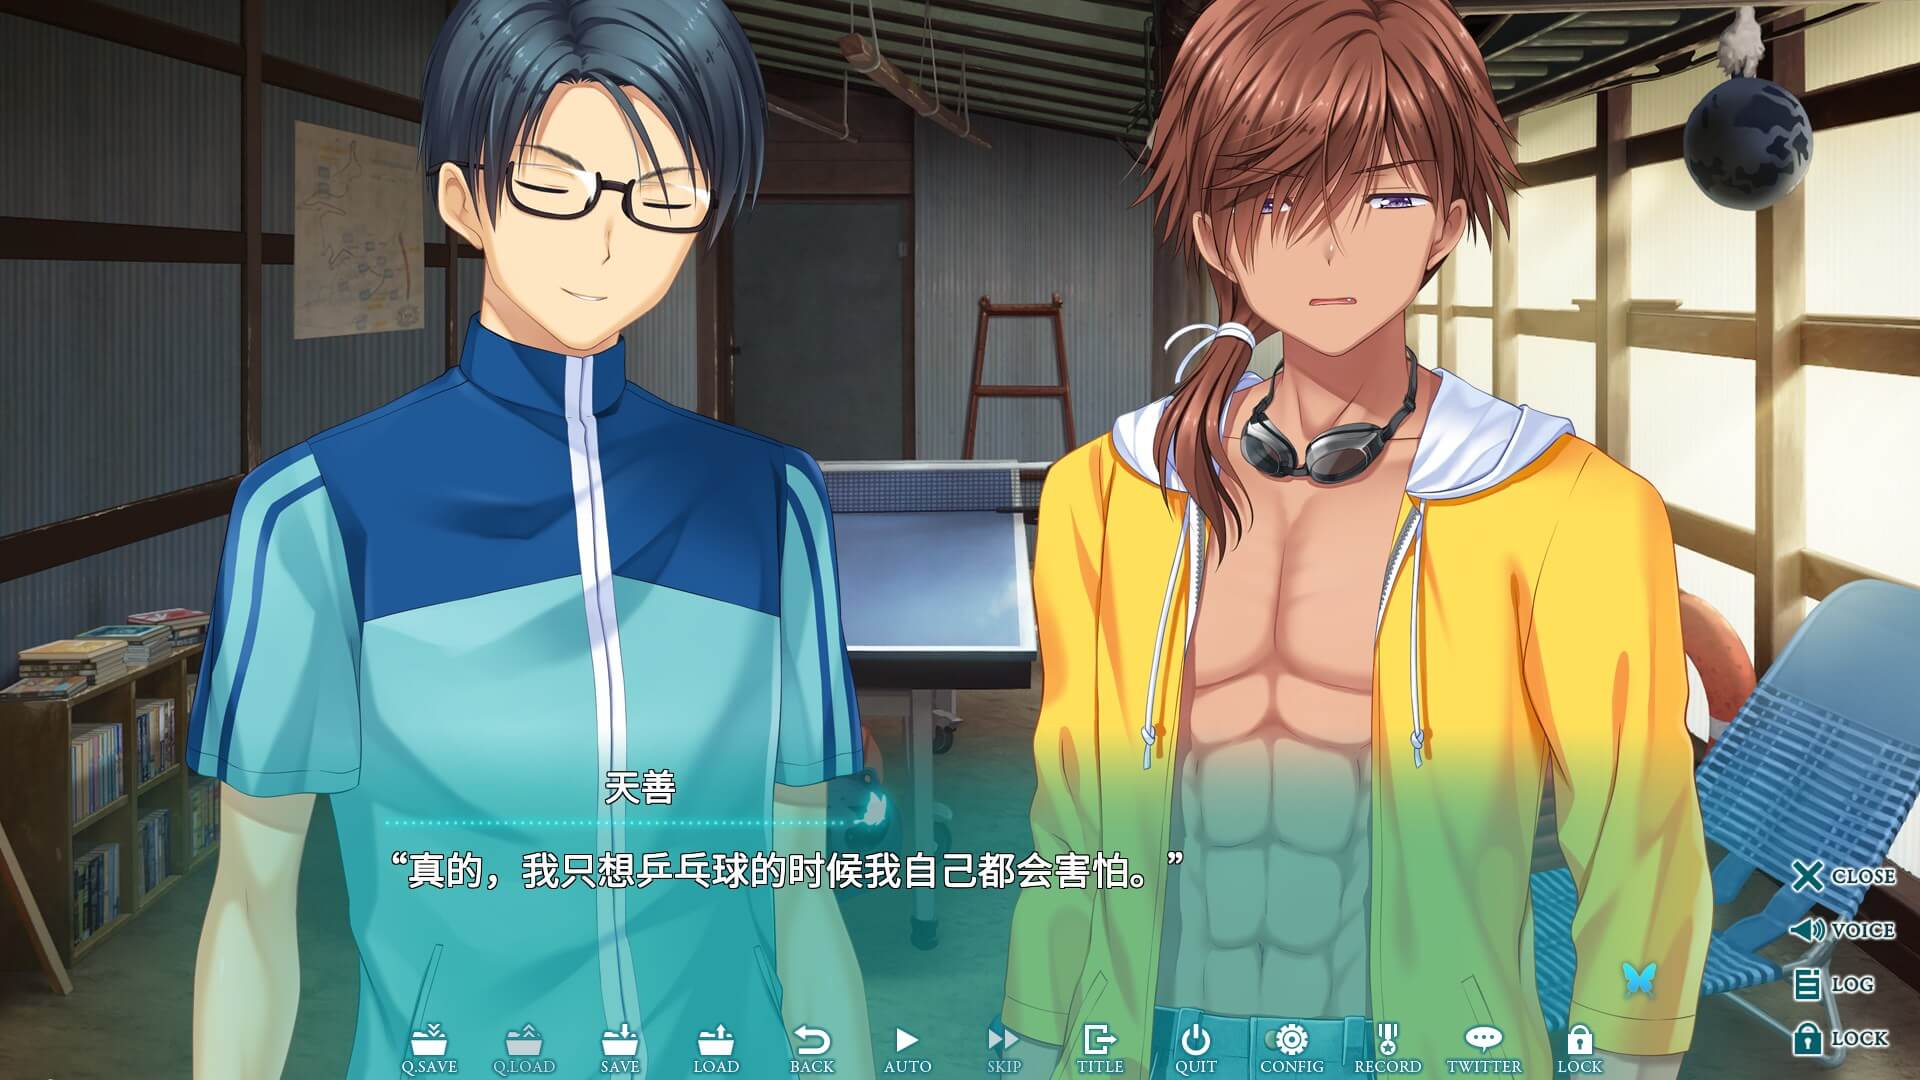 天善
“真的，我只想乒乓球的时候我自己都会害怕。”
CLOSE
VOICE
LOG
LOCK
Q.SAVE
Q.LOAD
SAVE
LOAD
BACK
AUTO
SKIP
TITLE
QUIT
CONFIG
RECORD
TWITTER
LOCK